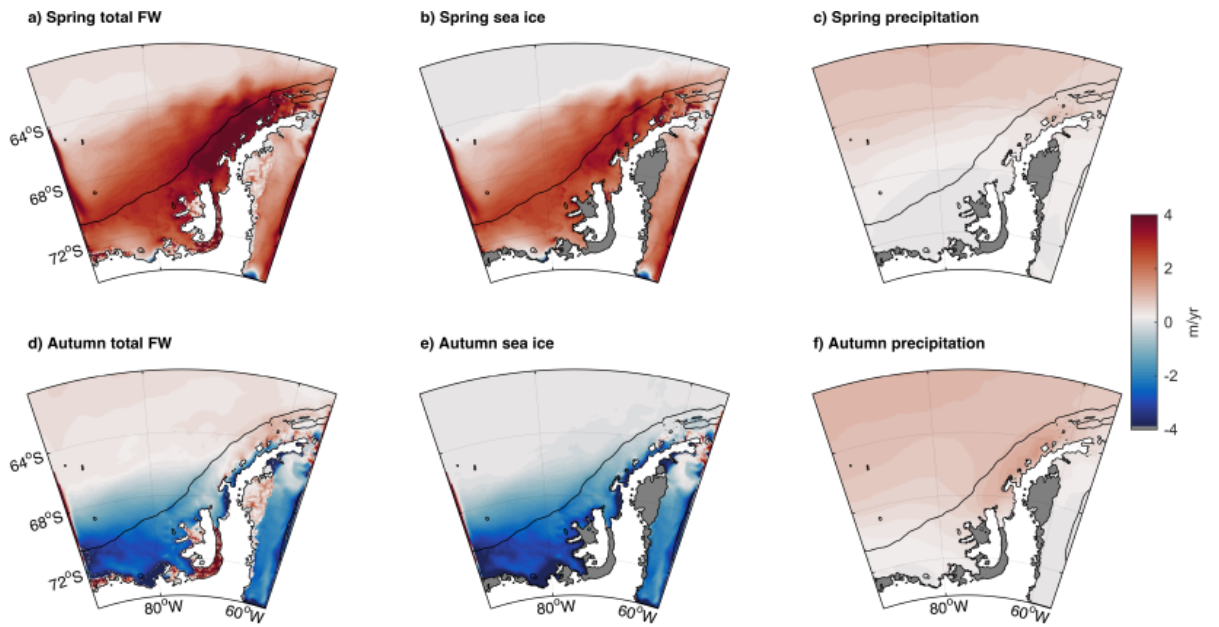 a) Spring total FW
b) Spring sea ice
c) Spring precipitation
64°S
68°S
72°S
4
2
0
-2
-4
m/yr
d) Autumn total FW
e) Autumn sea ice
f) Autumn precipitation
64°S
68°S
72°S
80°W
60°W
80°W
60°W
80°W
60°W